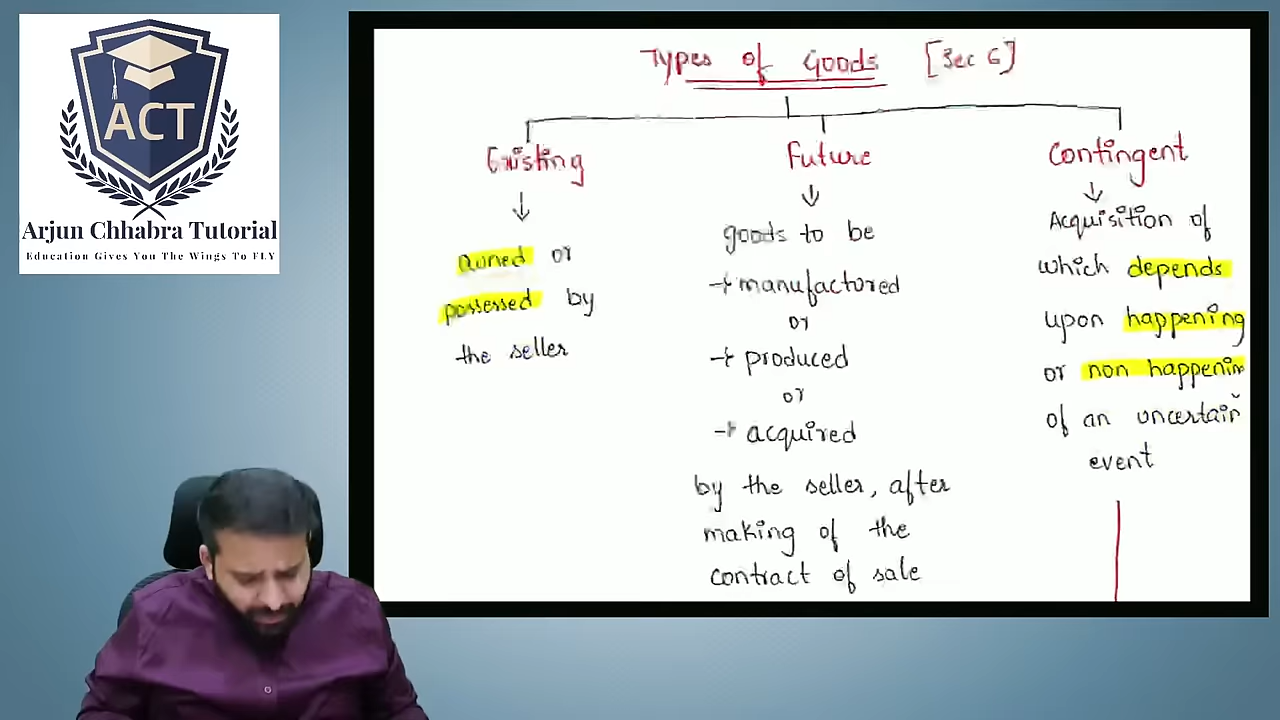 ACT
Arjun Chhabra Tutorial
Education Gives You The Wings To FLY
Types of Goods [Sec 6]
Existing
owned or
possessed by
the seller
Future
goods to be
→ manufactured
or
→ produced
or
→ acquired
by the seller, after
making of the
contract of sale
Contingent
Acquisition of
which depends
upon happening
or non happenin
of an uncertain
event